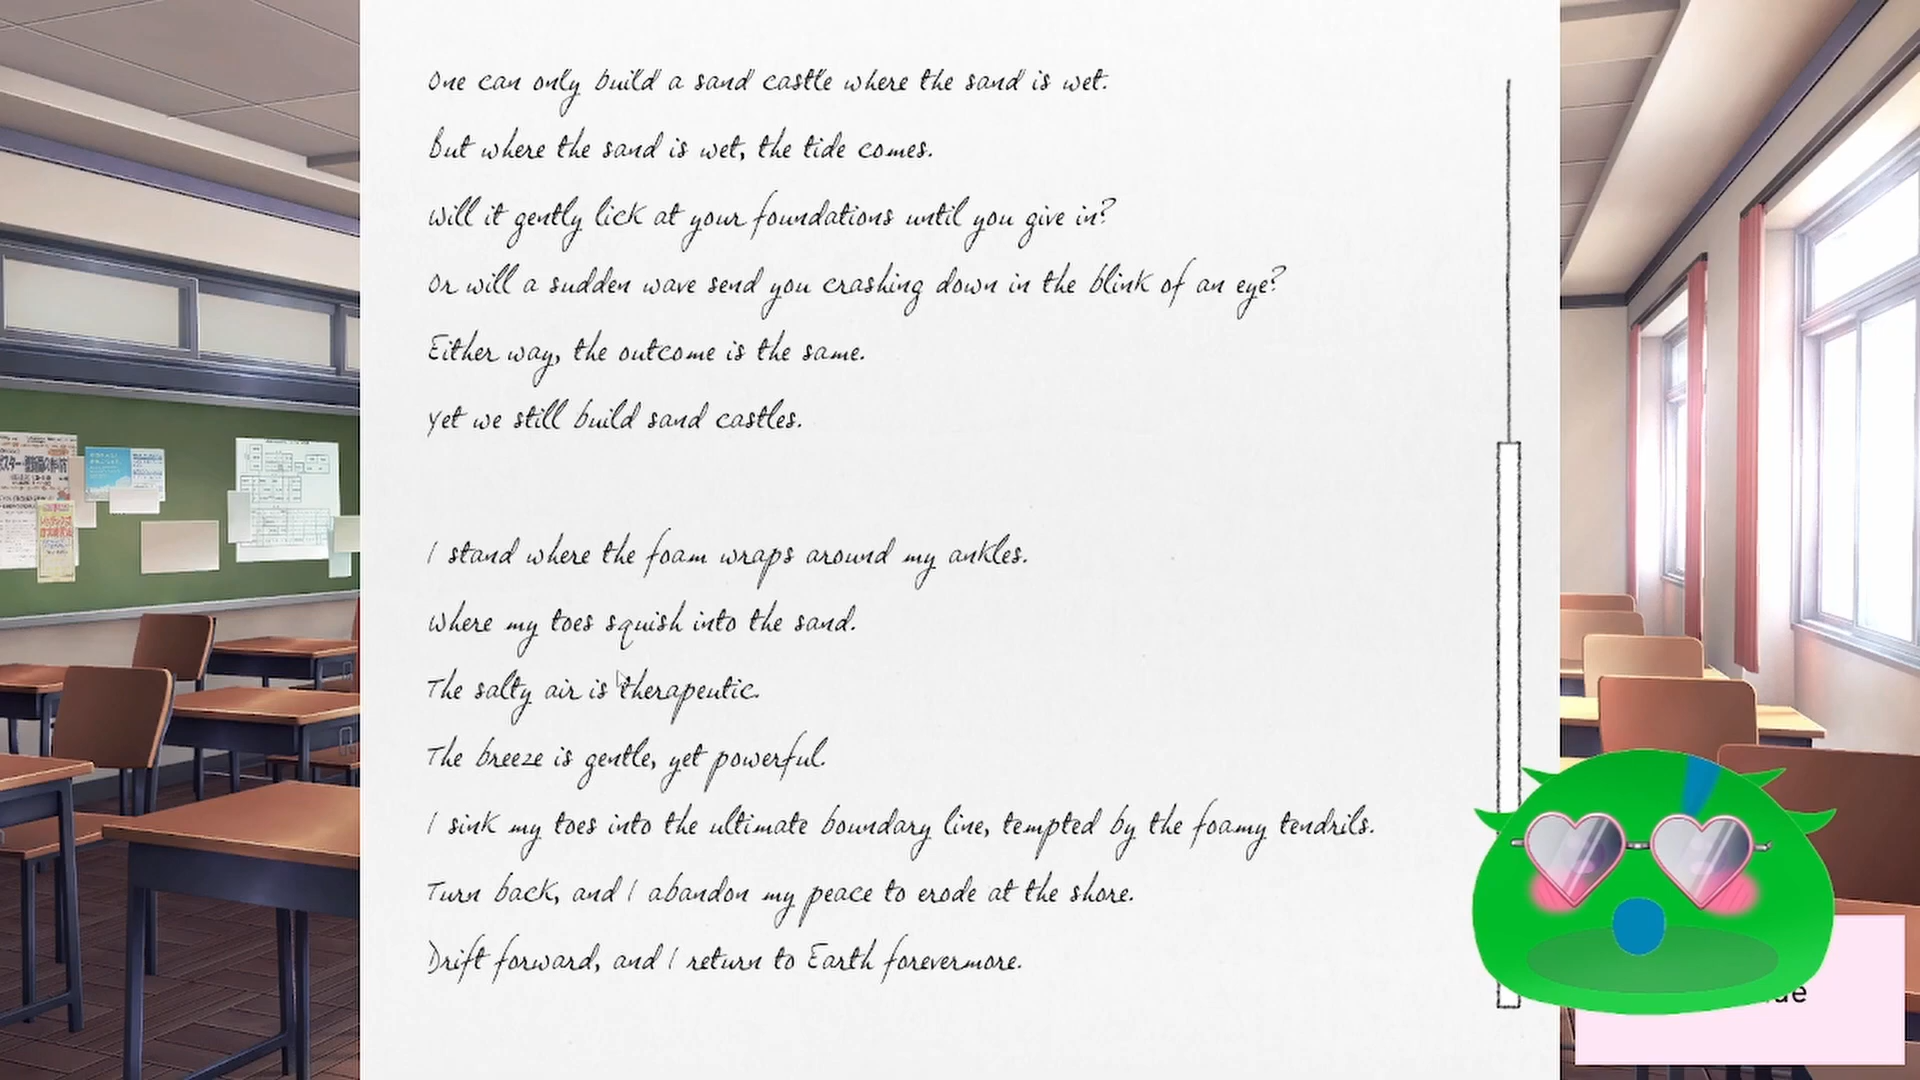 One can only build a sand castle where the sand is wet.
But where the sand is wet, the tide comes.
Will it gently lick at your foundations until you give in?
Or will a sudden wave send you crashing down in the blink of an eye?
Either way, the outcome is the same.
Yet we still build sand castles.
I stand where the foam wraps around my ankles.
Where my toes squish into the sand.
The salty air is therapeutic.
The breeze is gentle, yet powerful.
I sink my toes into the ultimate boundary line, tempted by the foamy tendrils.
Turn back, and I abandon my peace to erode at the shore.
Drift forward, and I return to Earth forevermore.